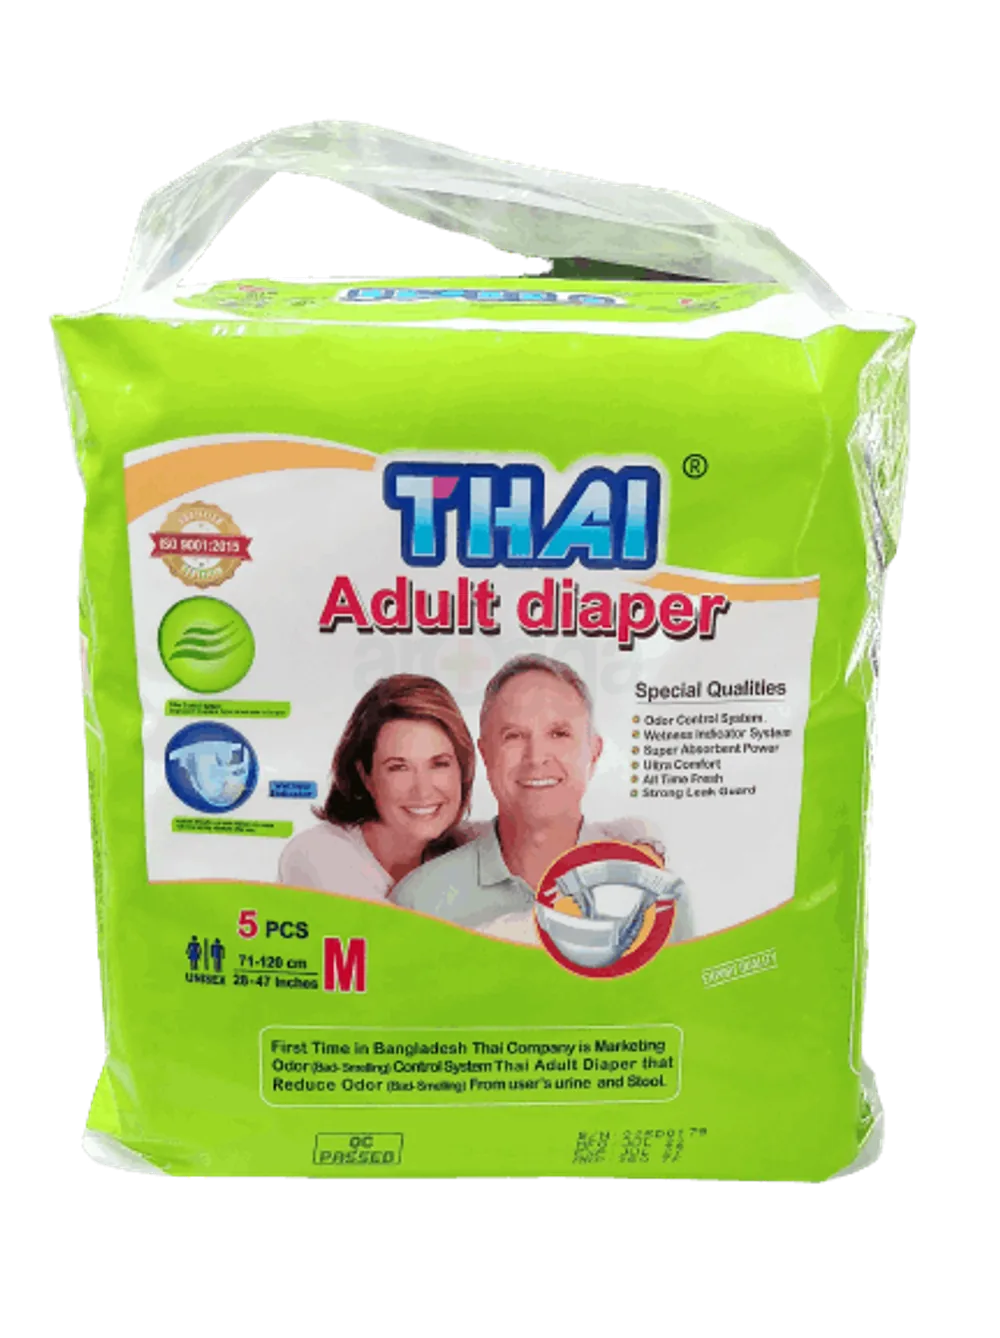 THAI ®
Adult diaper
ISO 9001:2015
Special Qualities
Odor Control System.
Wetness Indicator System
Super Absorbent Power
Ultra Comfort
All Time Fresh
Strong Leak Guard
5 PCS
UNISEX
71-120 cm
28-47 Inches
M
EXPORT QUALITY
First Time in Bangladesh Thai Company is Marketing
Odor (Bad-Smelling) Control System Thai Adult Diaper that
Reduce Odor (Bad-Smelling) From user's urine and Stool.
QC
PASSED